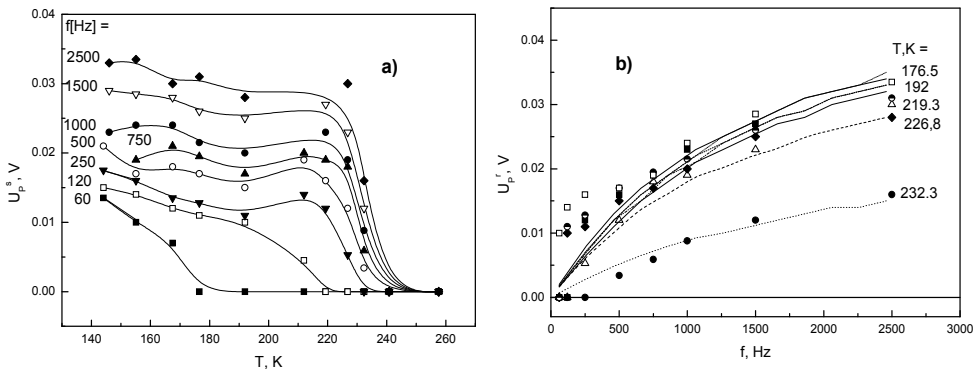 f[Hz]=
a)
2500
1500
1000
750
500
250
120
60
0.04
0.03
0.02
0.01
0.00
U_P^s, V
140 160 180 200 220 240 260
T, K
b)
T,K =
176.5
192
219.3
226,8
232.3
0.04
0.03
0.02
0.01
0.00
U_P^r, V
0 500 1000 1500 2000 2500 3000
f, Hz